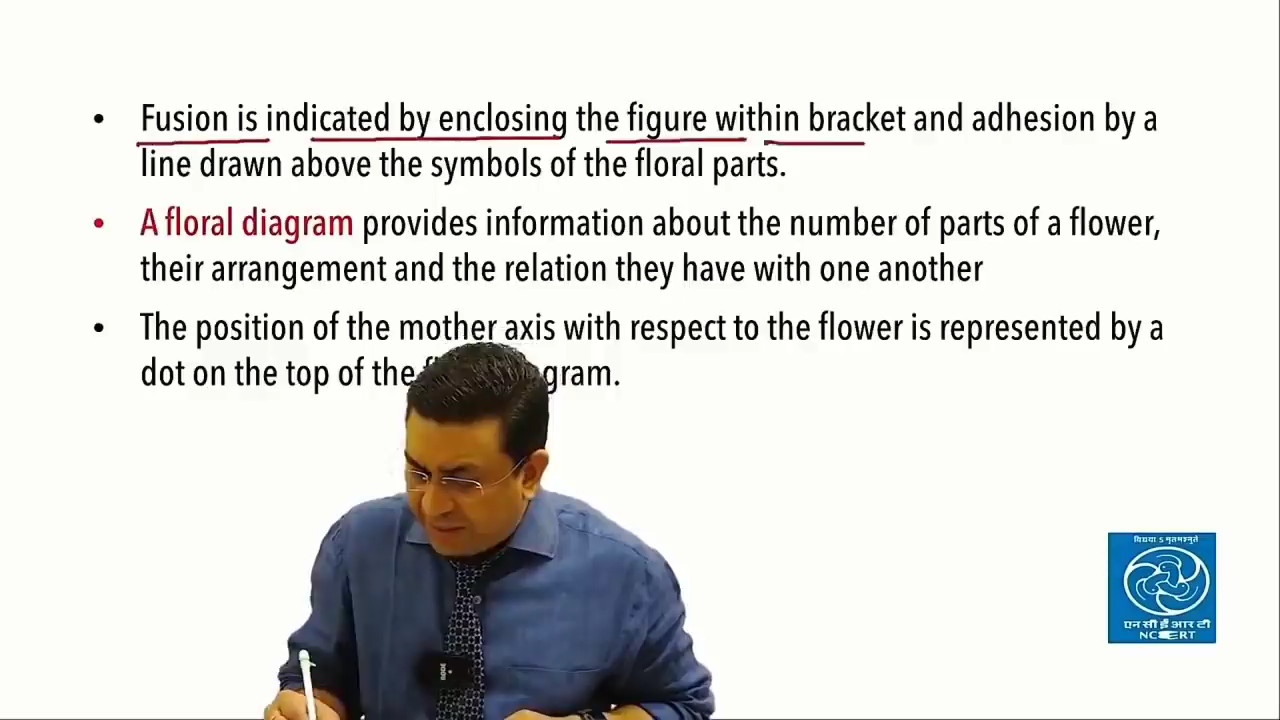 • Fusion is indicated by enclosing the figure within bracket and adhesion by a
line drawn above the symbols of the floral parts.
• A floral diagram provides information about the number of parts of a flower,
their arrangement and the relation they have with one another
• The position of the mother axis with respect to the flower is represented by a
dot on the top of the gram.
एन सी ई आर टी
NCERT